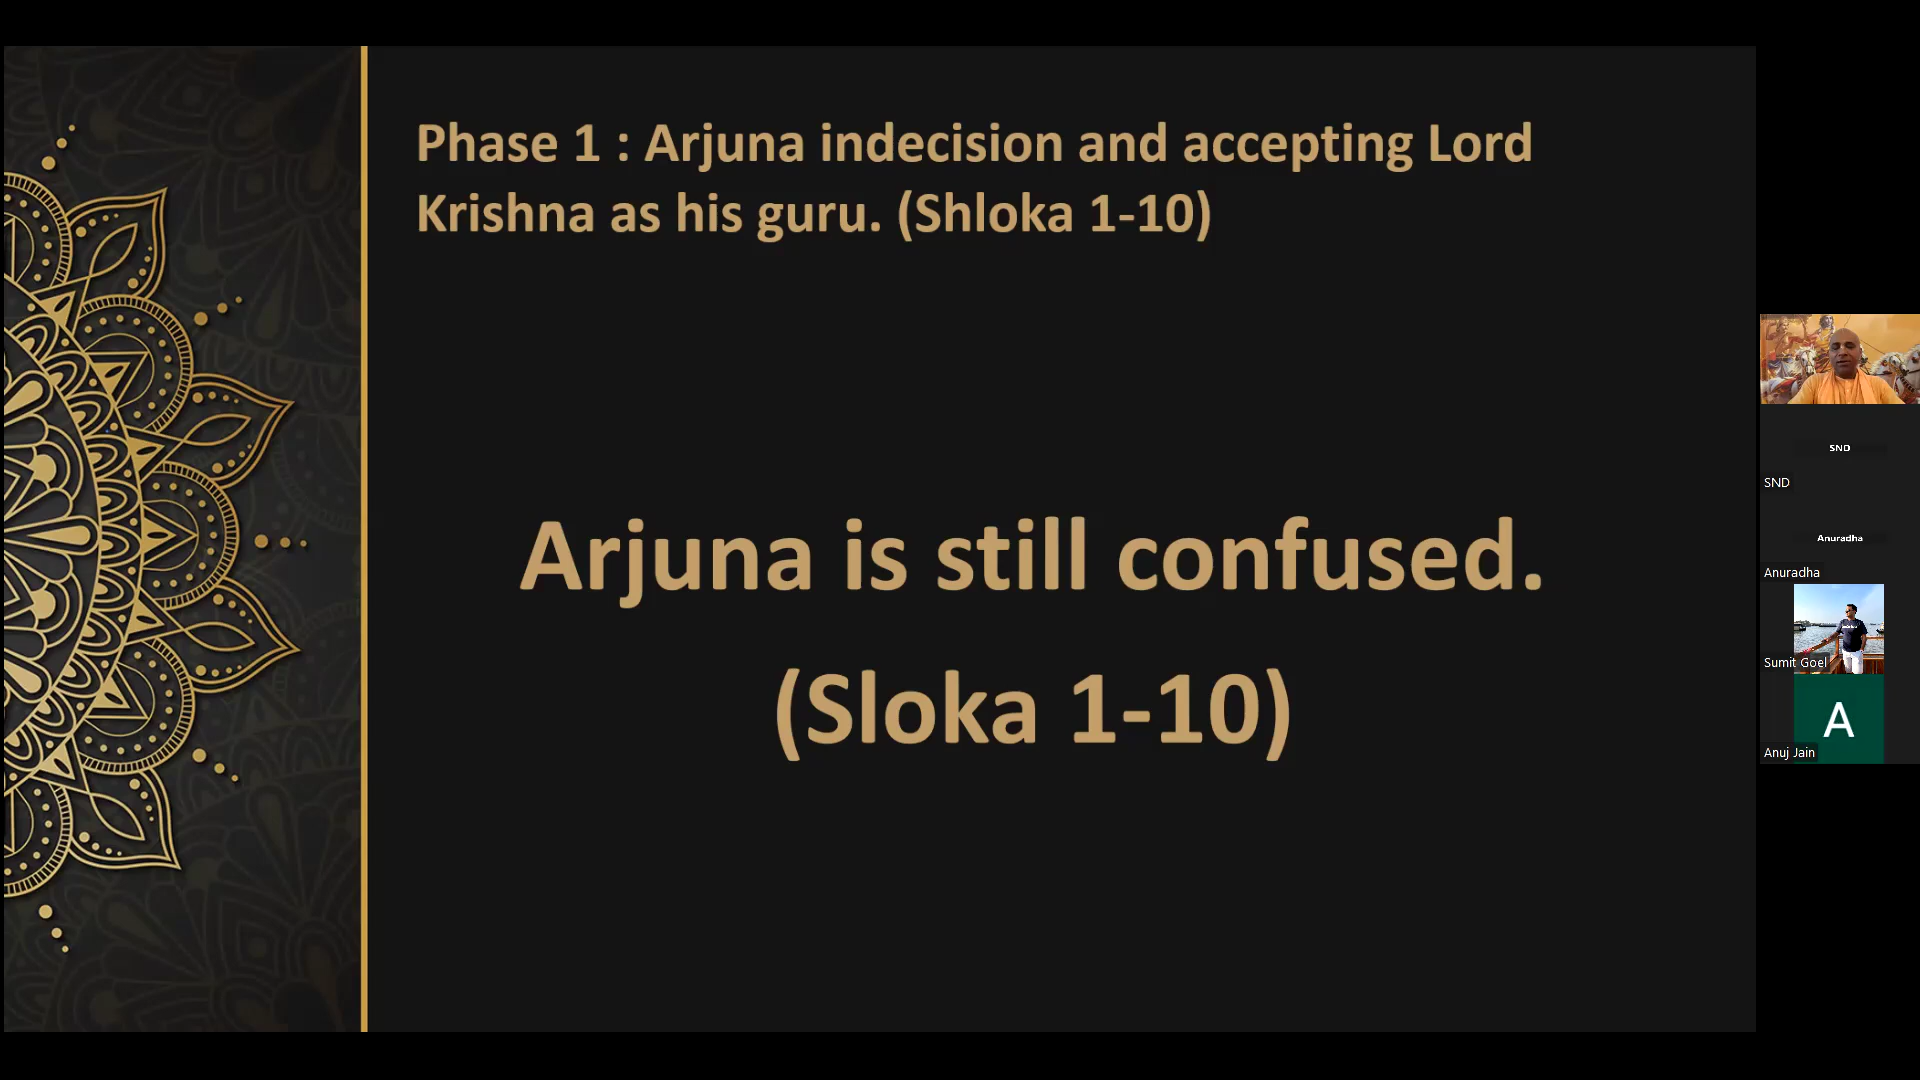 Phase 1 : Arjuna indecision and accepting Lord
Krishna as his guru. (Shloka 1-10)
Arjuna is still confused.
(Sloka 1-10)
SND
SND
Anuradha
Anuradha
Sumit Goel
A
Anuj Jain